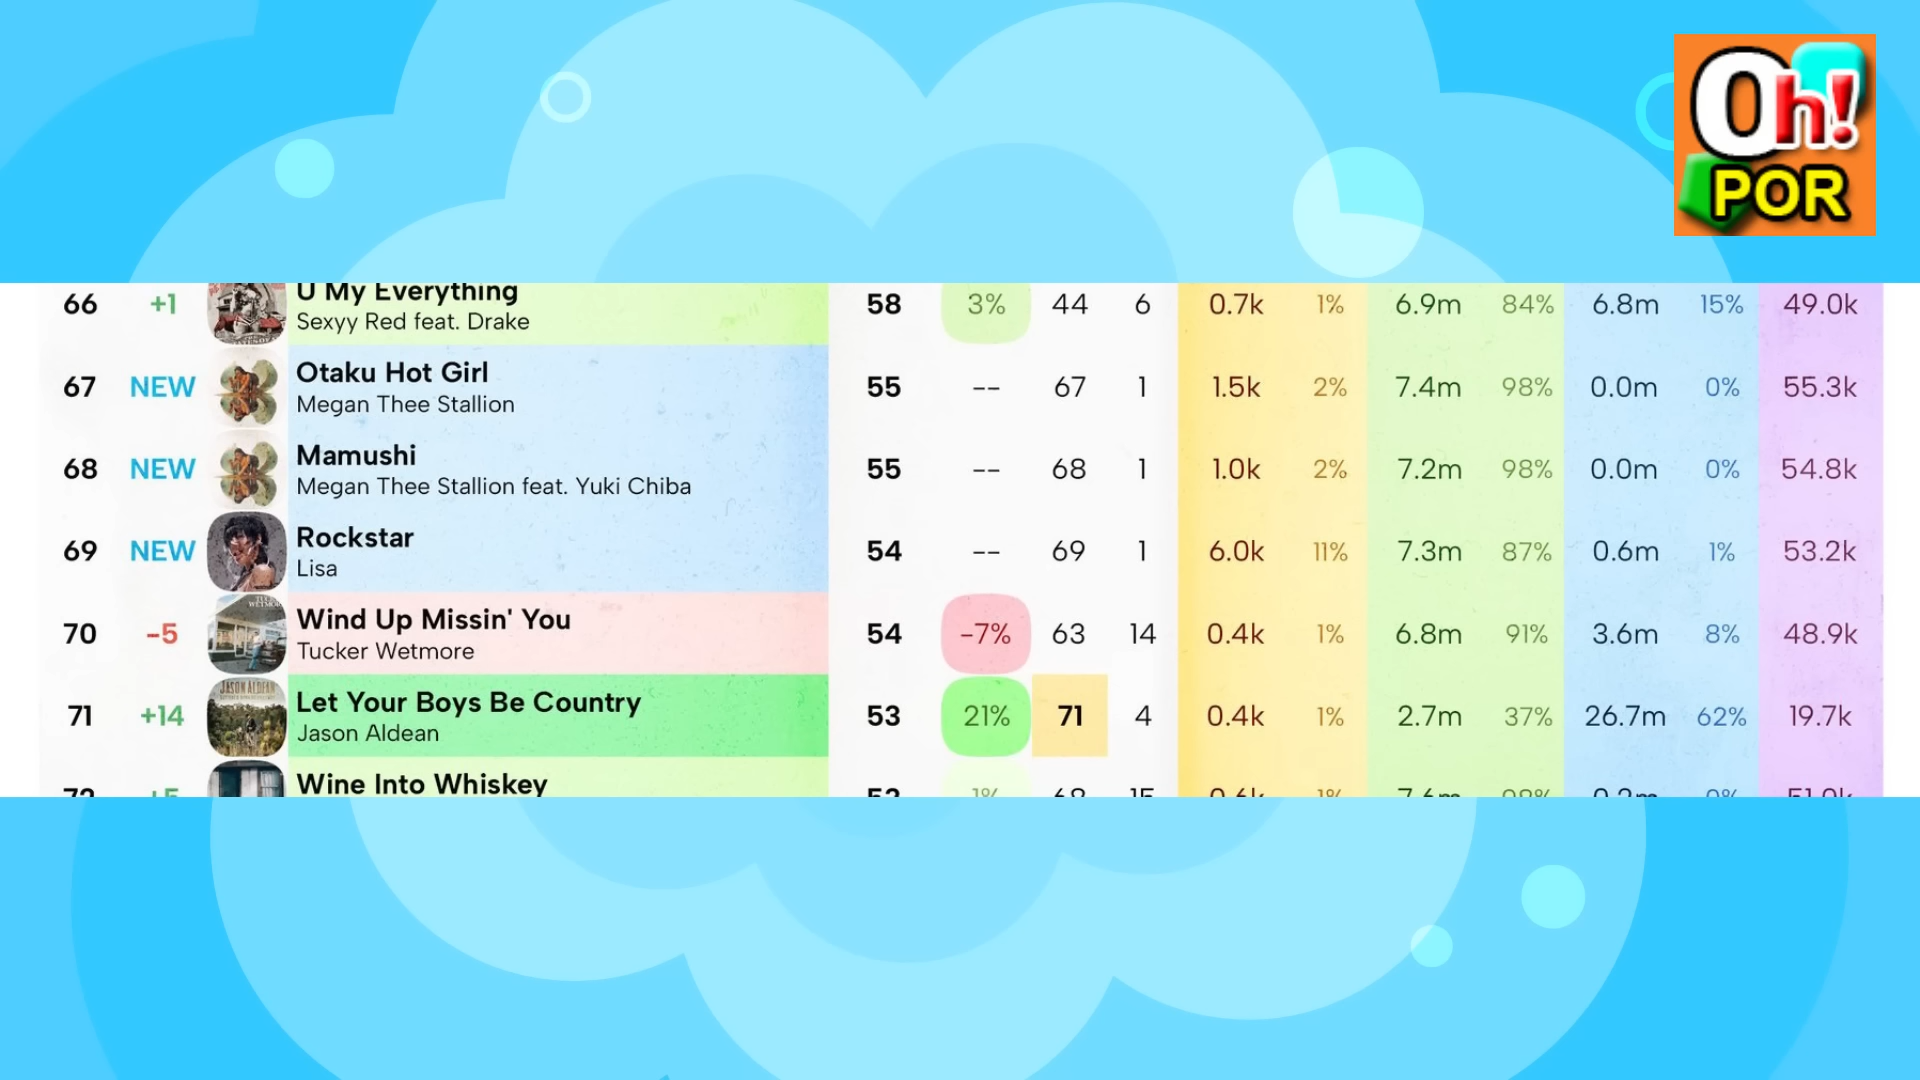 Oh!
POR
66 +1 U My Everything 58 3% 44 6 0.7k 1% 6.9m 84% 6.8m 15% 49.0k
Sexyy Red feat. Drake
67 NEW Otaku Hot Girl 55 -- 67 1 1.5k 2% 7.4m 98% 0.0m 0% 55.3k
Megan Thee Stallion
68 NEW Mamushi 55 -- 68 1 1.0k 2% 7.2m 98% 0.0m 0% 54.8k
Megan Thee Stallion feat. Yuki Chiba
69 NEW Rockstar 54 -- 69 1 6.0k 11% 7.3m 87% 0.6m 1% 53.2k
Lisa
70 -5 Wind Up Missin' You 54 -7% 63 14 0.4k 1% 6.8m 91% 3.6m 8% 48.9k
Tucker Wetmore
JASON ALDEAN
71 +14 Let Your Boys Be Country 53 21% 71 4 0.4k 1% 2.7m 37% 26.7m 62% 19.7k
Jason Aldean
Wine Into Whiskey